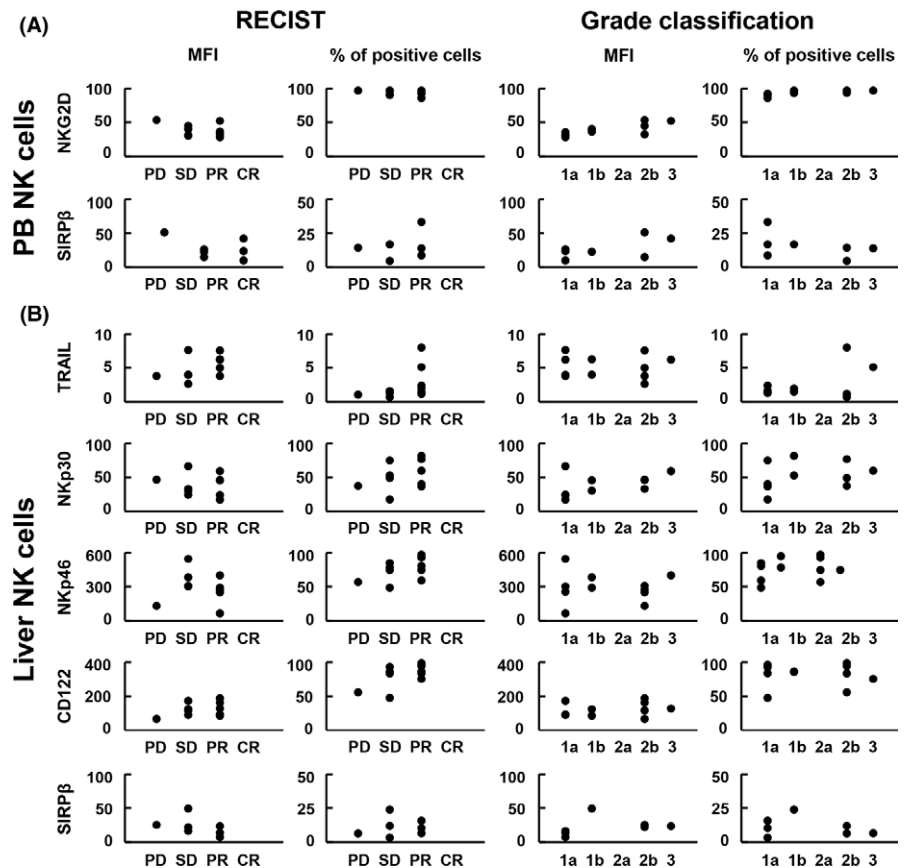 (A)
RECIST
Grade classification
MFI
% of positive cells
MFI
% of positive cells
PB NK cells
NKG2D
100
50
0
PD SD PR CR
100
50
0
PD SD PR CR
100
50
0
1a 1b 2a 2b 3
100
50
0
1a 1b 2a 2b 3
SIRPβ
100
50
0
PD SD PR CR
50
25
0
PD SD PR CR
100
50
0
1a 1b 2a 2b 3
50
25
0
1a 1b 2a 2b 3
(B)
Liver NK cells
TRAIL
10
5
0
PD SD PR CR
10
5
0
PD SD PR CR
10
5
0
1a 1b 2a 2b 3
10
5
0
1a 1b 2a 2b 3
NKp30
100
50
0
PD SD PR CR
100
50
0
PD SD PR CR
100
50
0
1a 1b 2a 2b 3
100
50
0
1a 1b 2a 2b 3
NKp46
600
300
0
PD SD PR CR
100
50
0
PD SD PR CR
600
300
0
1a 1b 2a 2b 3
100
50
0
1a 1b 2a 2b 3
CD122
400
200
0
PD SD PR CR
100
50
0
PD SD PR CR
400
200
0
1a 1b 2a 2b 3
100
50
0
1a 1b 2a 2b 3
SIRPβ
100
50
0
PD SD PR CR
50
25
0
PD SD PR CR
100
50
0
1a 1b 2a 2b 3
50
25
0
1a 1b 2a 2b 3